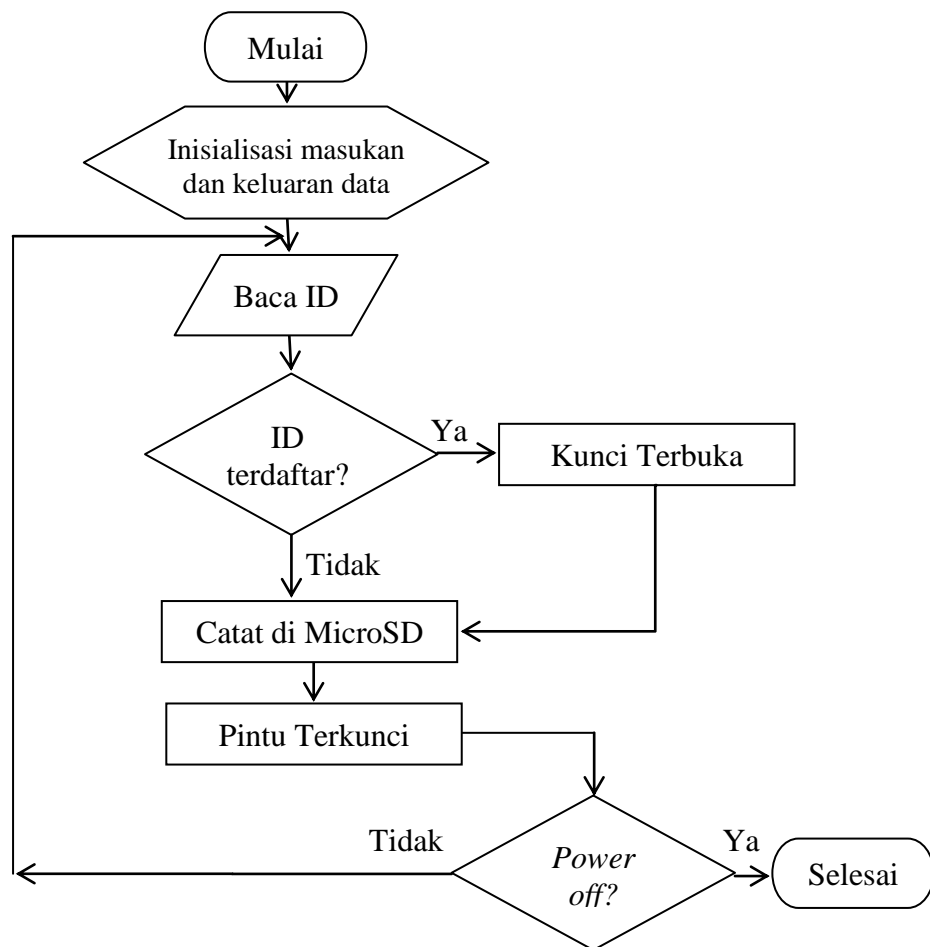 Mulai
Inisialisasi masukan
dan keluaran data
Baca ID
ID
terdaftar?
Ya
Kunci Terbuka
Tidak
Catat di MicroSD
Pintu Terkunci
Tidak
Power
off?
Ya
Selesai